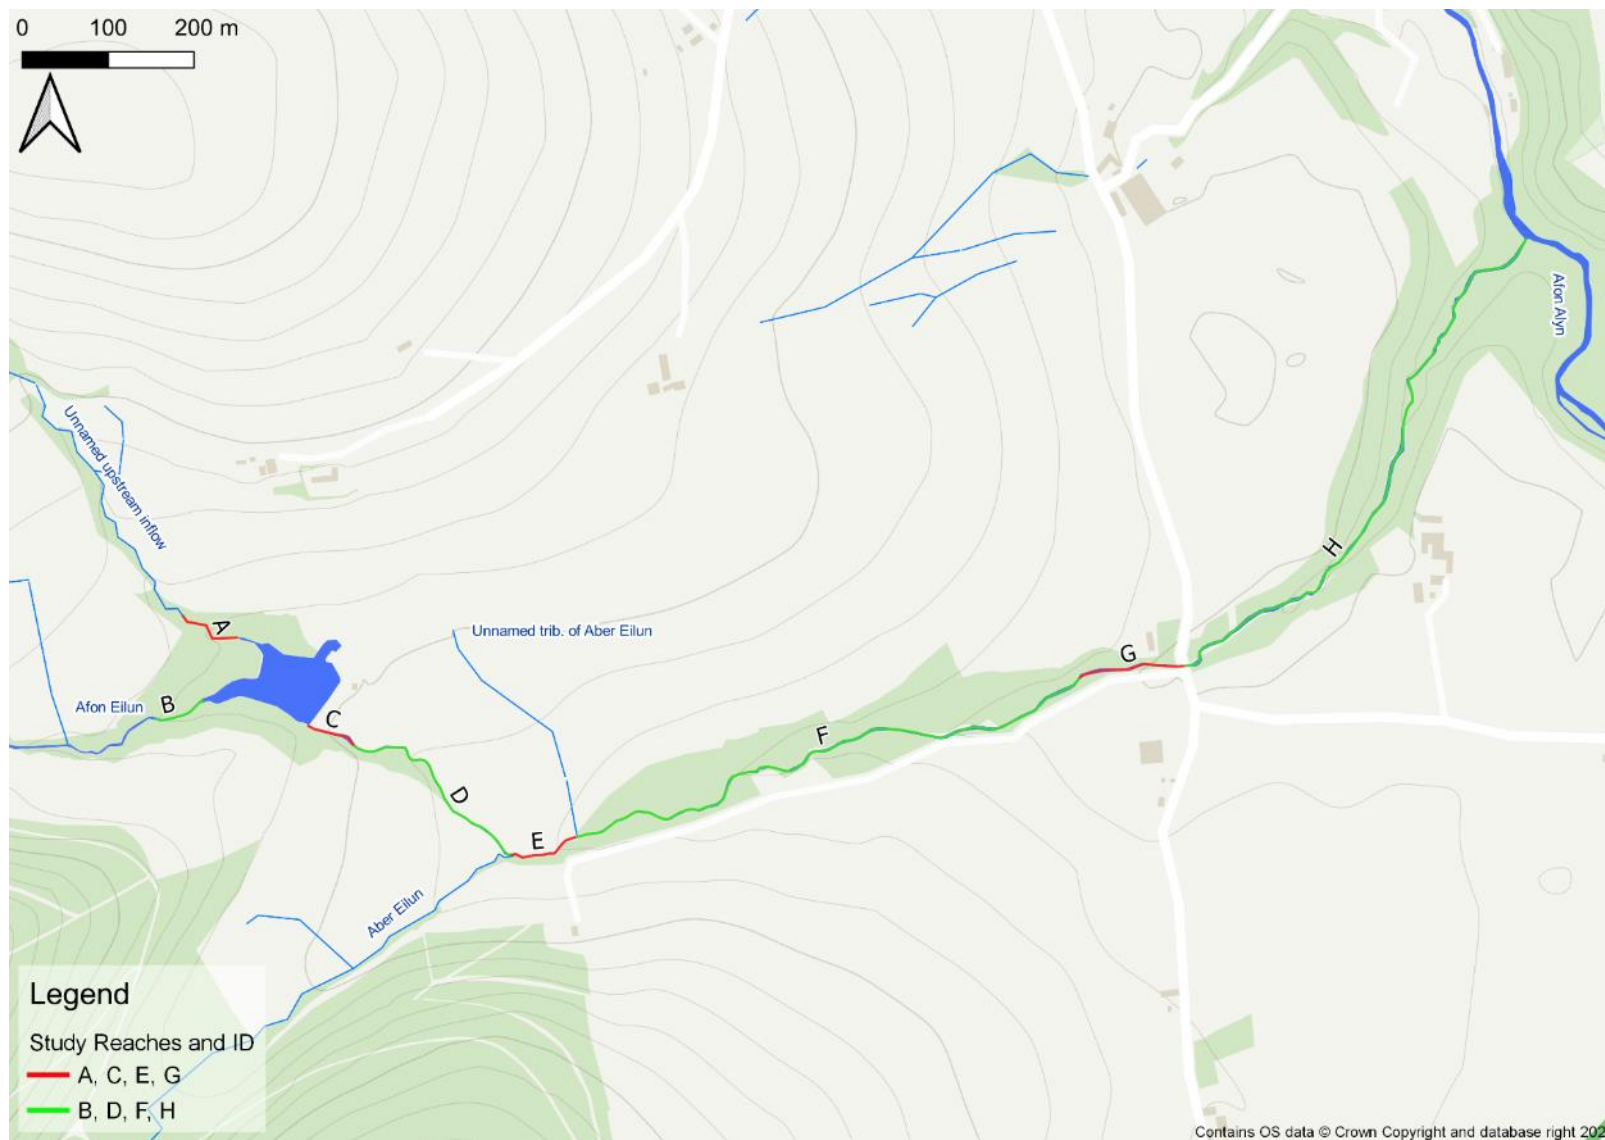 0 100 200 m
Afon Alyn
Unnamed upstream inflow
H
A
Unnamed trib. of Aber Eilun
G
B
Afon Eilun
C
F
D
E
Aber Eilun
Legend
Study Reaches and ID
A, C, E, G
B, D, F, H
Contains OS data © Crown Copyright and database right 202